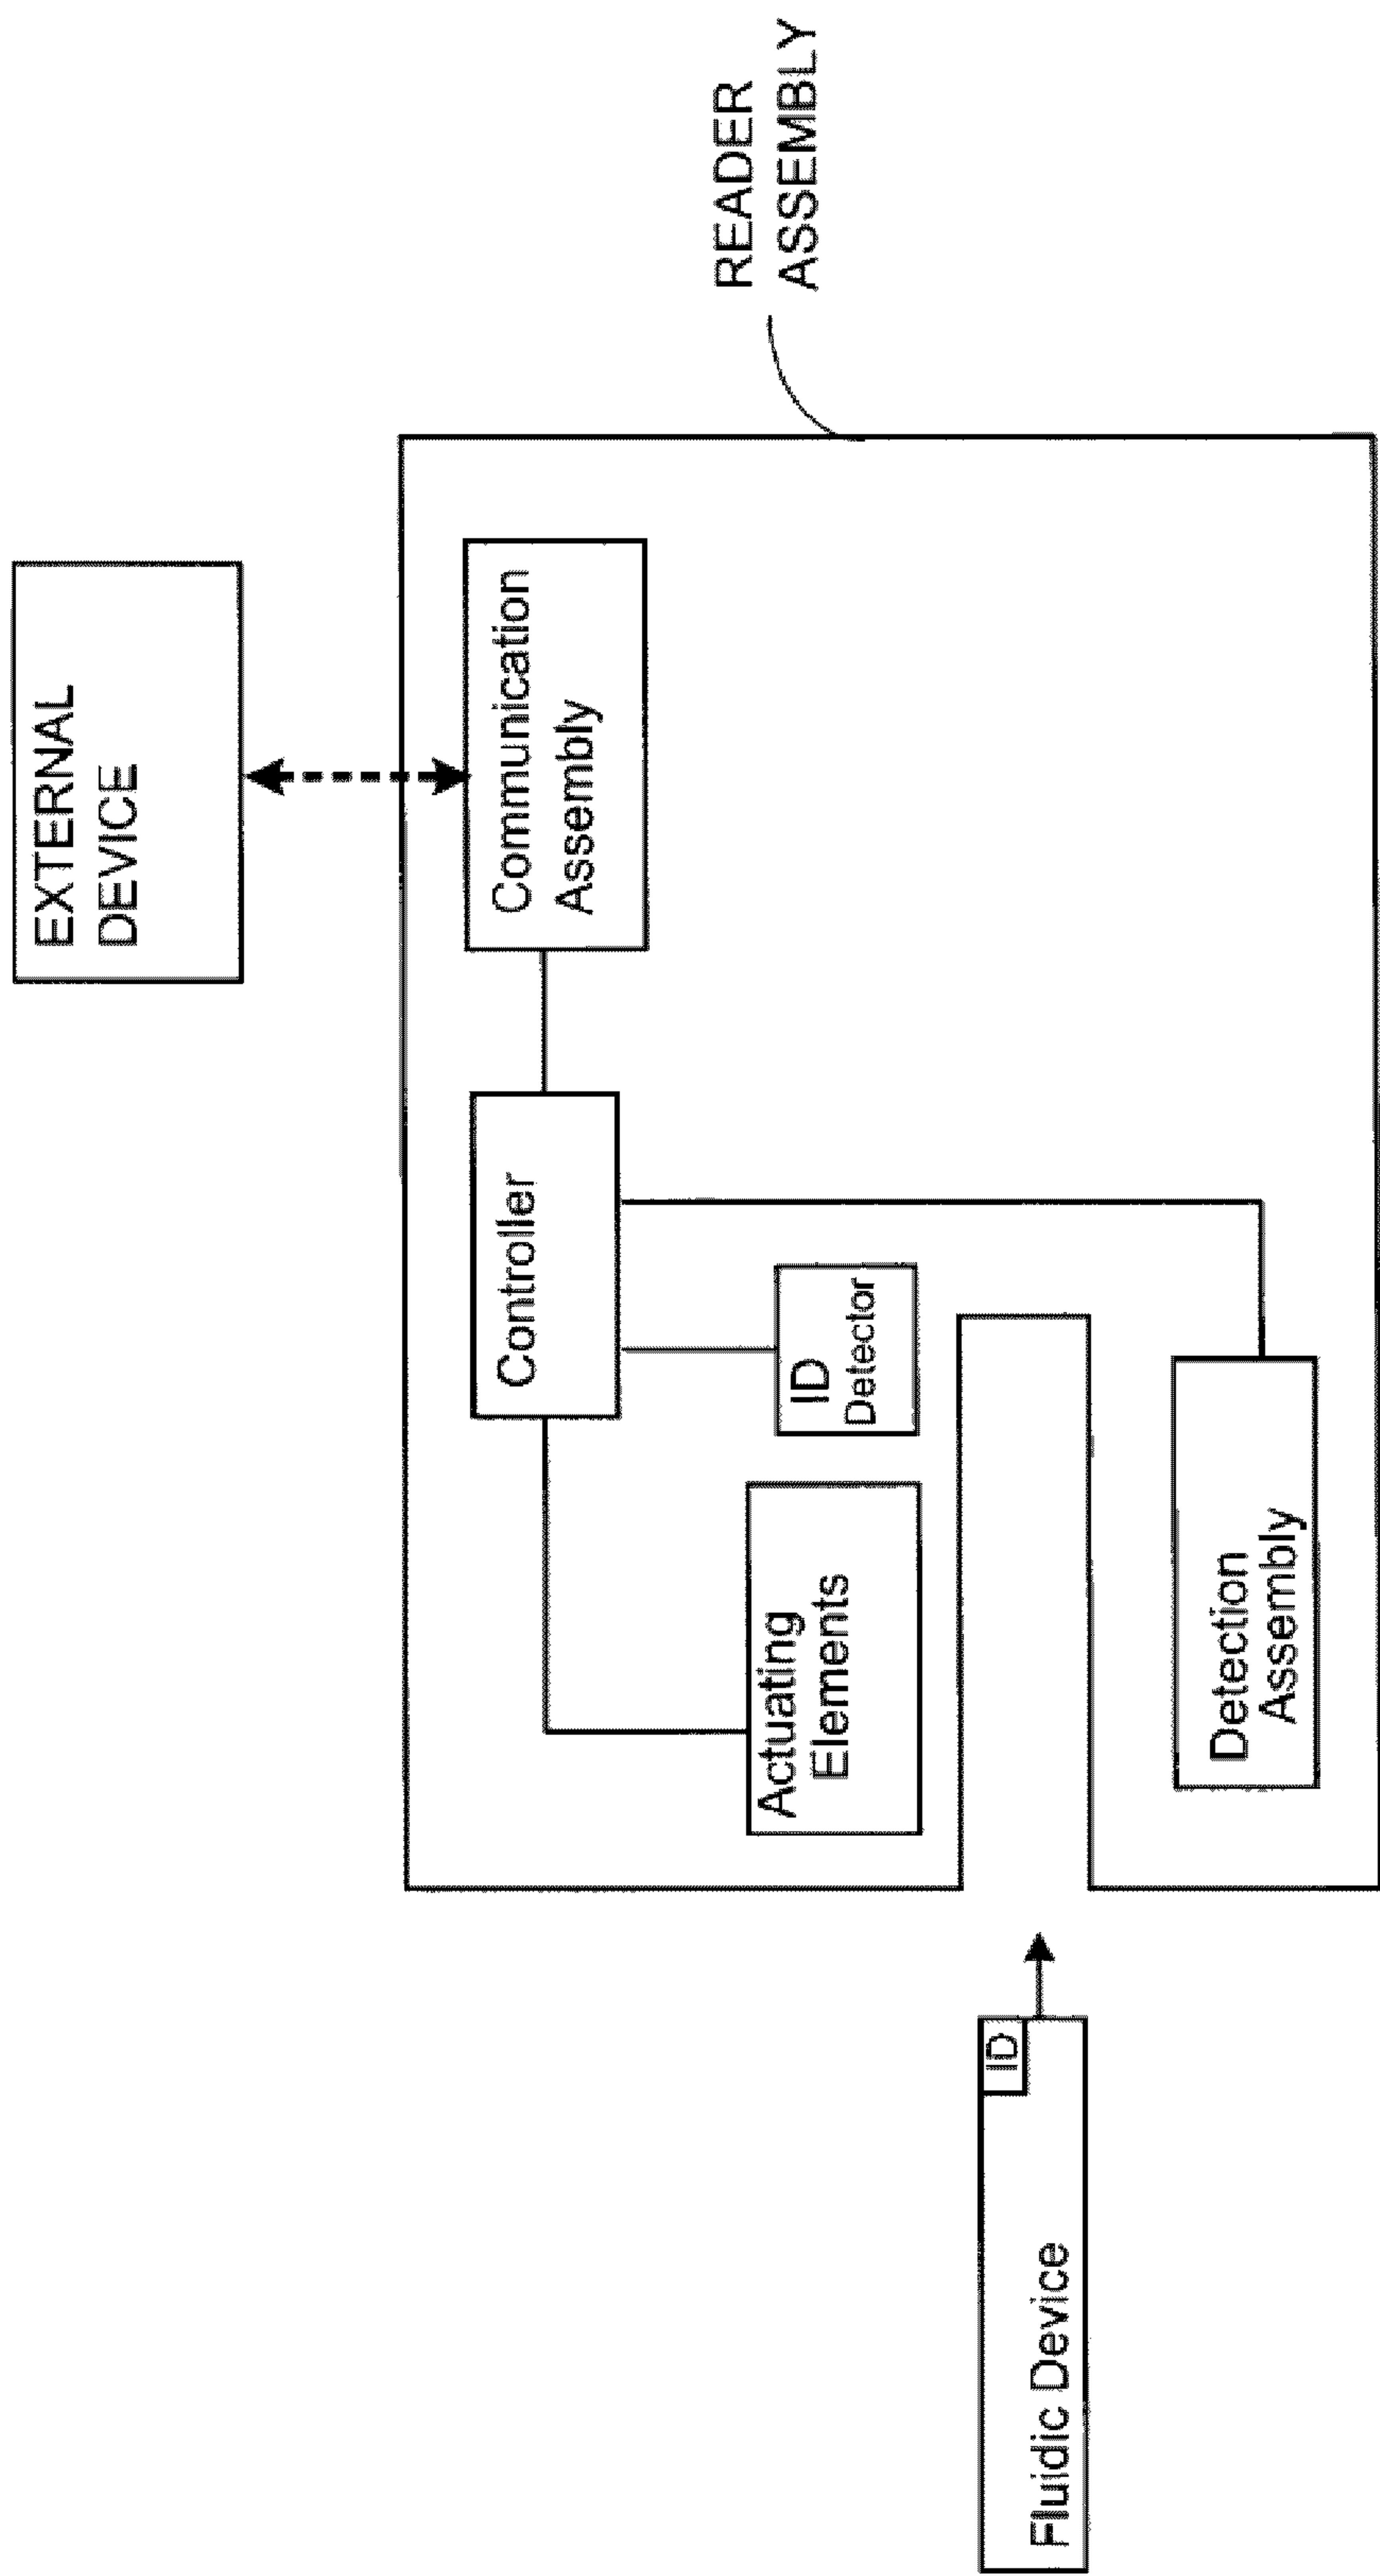 EXTERNAL
DEVICE
READER
ASSEMBLY
Communication
Assembly
Controller
ID
Detector
Actuating
Elements
Detection
Assembly
ID
Fluidic Device